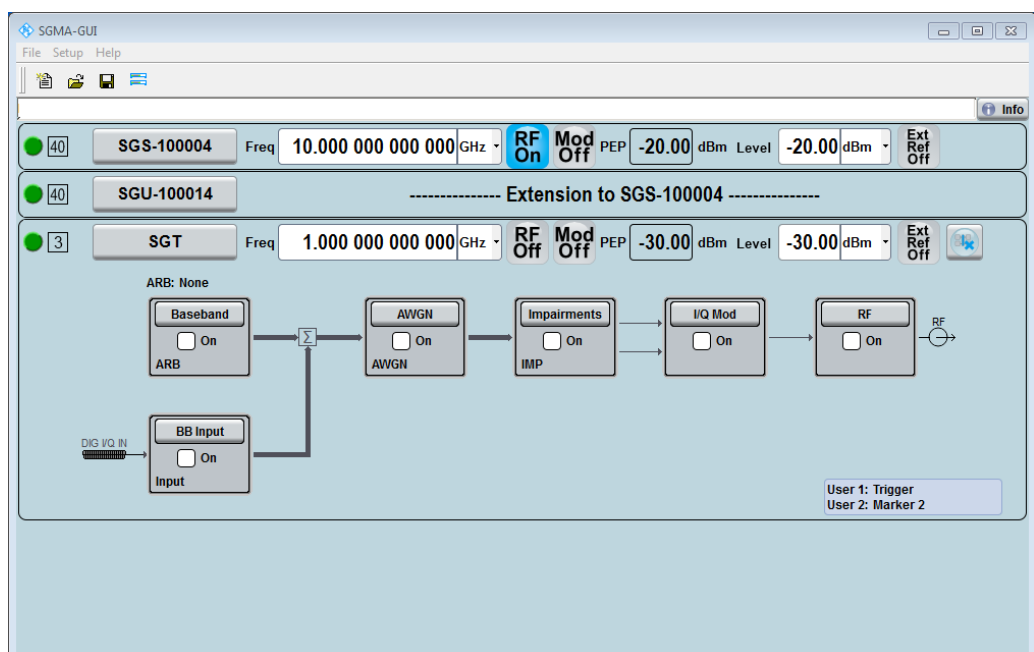 SGMA-GUI
File Setup Help
Info
40 SGS-100004 Freq 10.000 000 000 000 GHz RF On Mod Off PEP -20.00 dBm Level -20.00 dBm Ext Ref Off
40 SGU-100014 --------------- Extension to SGS-100004 ---------------
3 SGT Freq 1.000 000 000 000 GHz RF Off Mod Off PEP -30.00 dBm Level -30.00 dBm Ext Ref Off
ARB: None
Baseband AWGN Impairments I/Q Mod RF RF
On Σ On On On On
ARB AWGN IMP
BB Input
DIG I/Q IN On
Input
User 1: Trigger
User 2: Marker 2